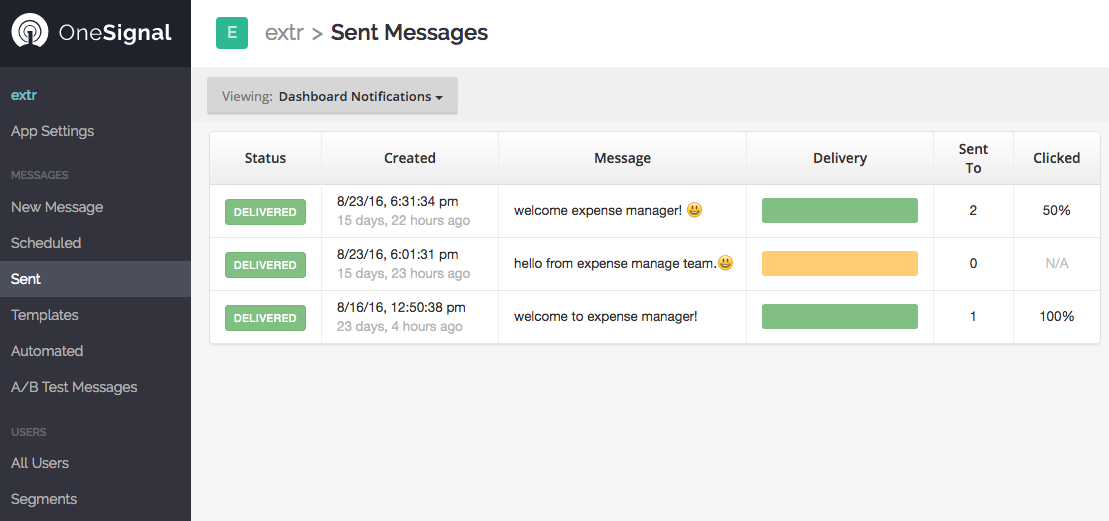 OneSignal
E extr > Sent Messages
extr
App Settings
MESSAGES
New Message
Scheduled
Sent
Templates
Automated
A/B Test Messages
USERS
All Users
Segments
Viewing: Dashboard Notifications
Status Created Message Delivery Sent To Clicked
DELIVERED 8/23/16, 6:31:34 pm welcome expense manager! 😃 2 50%
15 days, 22 hours ago
DELIVERED 8/23/16, 6:01:31 pm hello from expense manage team.😃 0 N/A
15 days, 23 hours ago
DELIVERED 8/16/16, 12:50:38 pm welcome to expense manager! 1 100%
23 days, 4 hours ago